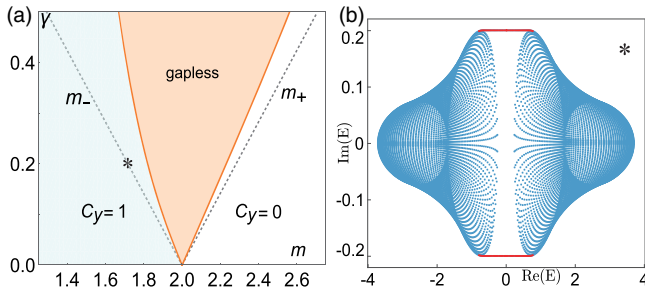 (a)
γ
0.4
0.2
0.0
1.4 1.6 1.8 2.0 2.2 2.4 2.6
gapless
m₋
m₊
*
C_y = 1
C_y = 0
m
(b)
*
Im(E)
0.2
0.1
0
-0.1
-0.2
-4 -2 0 2 4
Re(E)